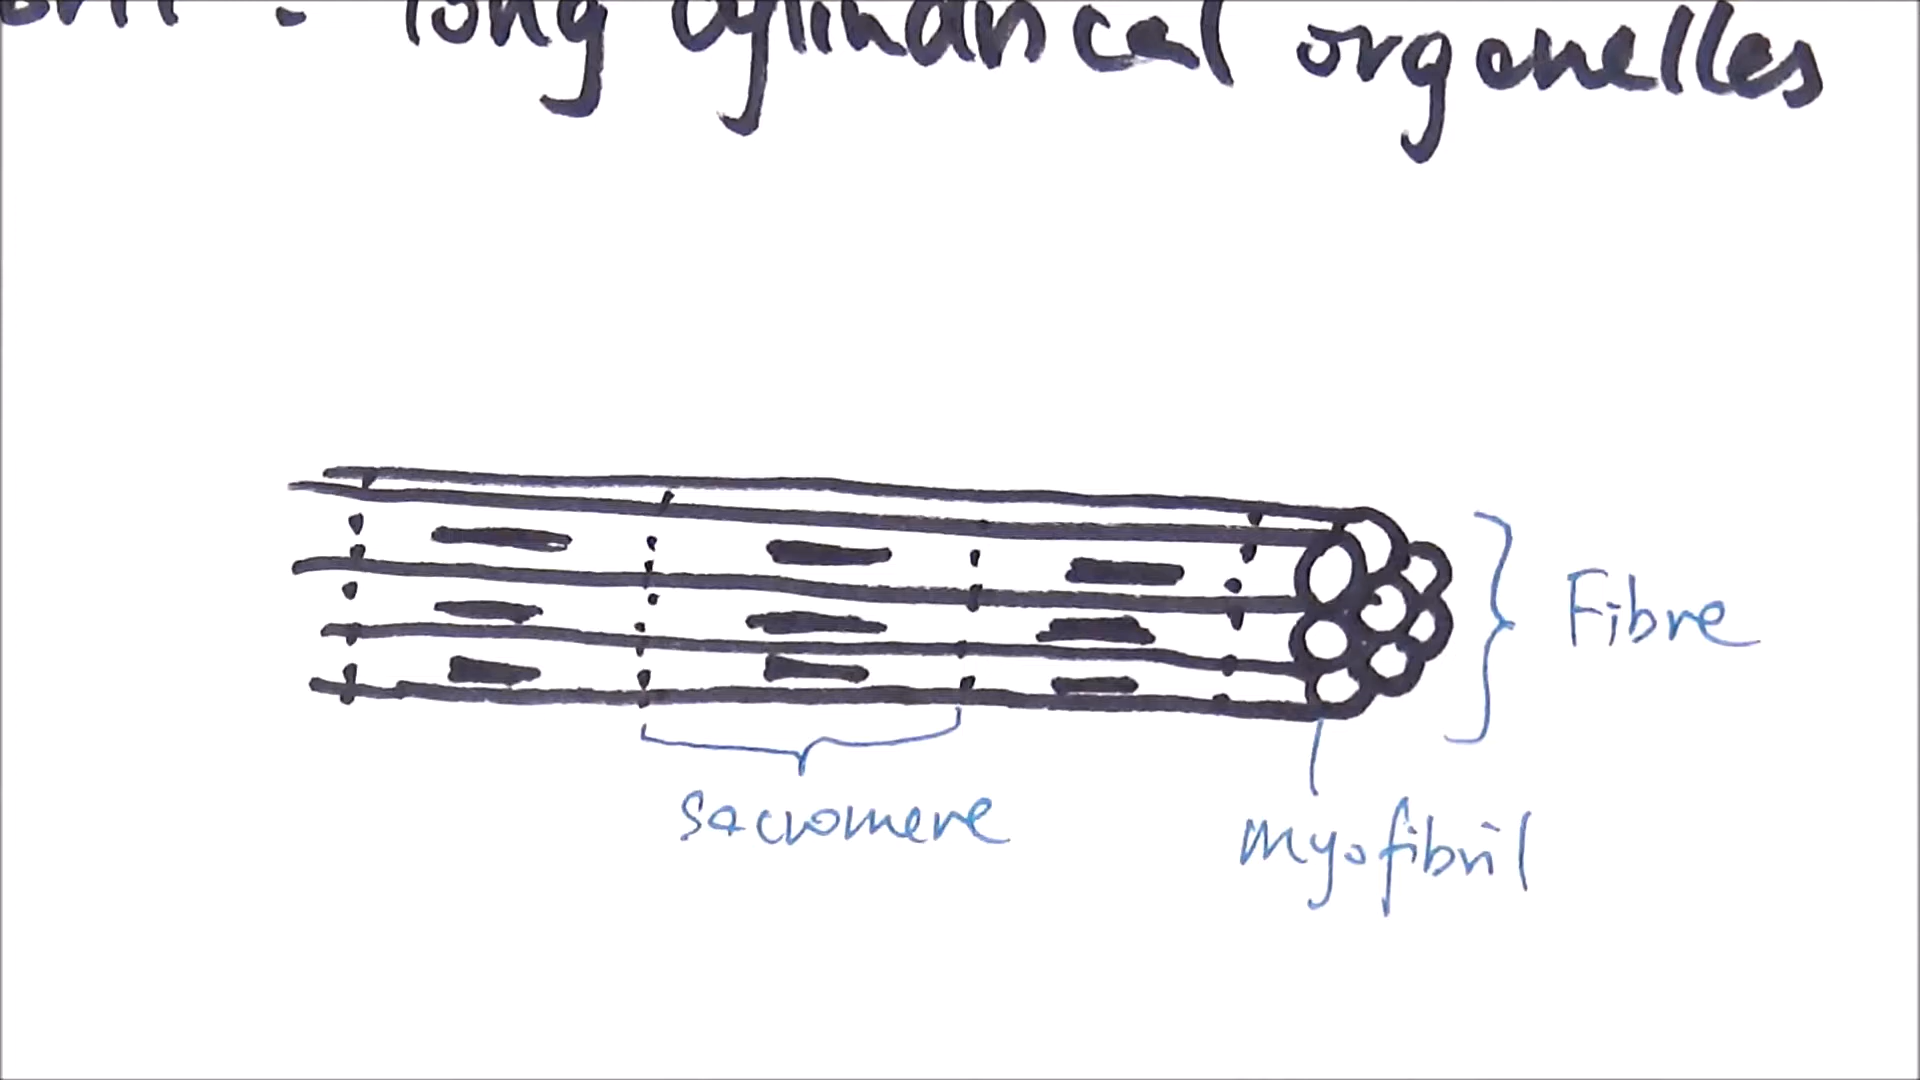 : long cylindrical organelles
Fibre
sacromere
myofibril